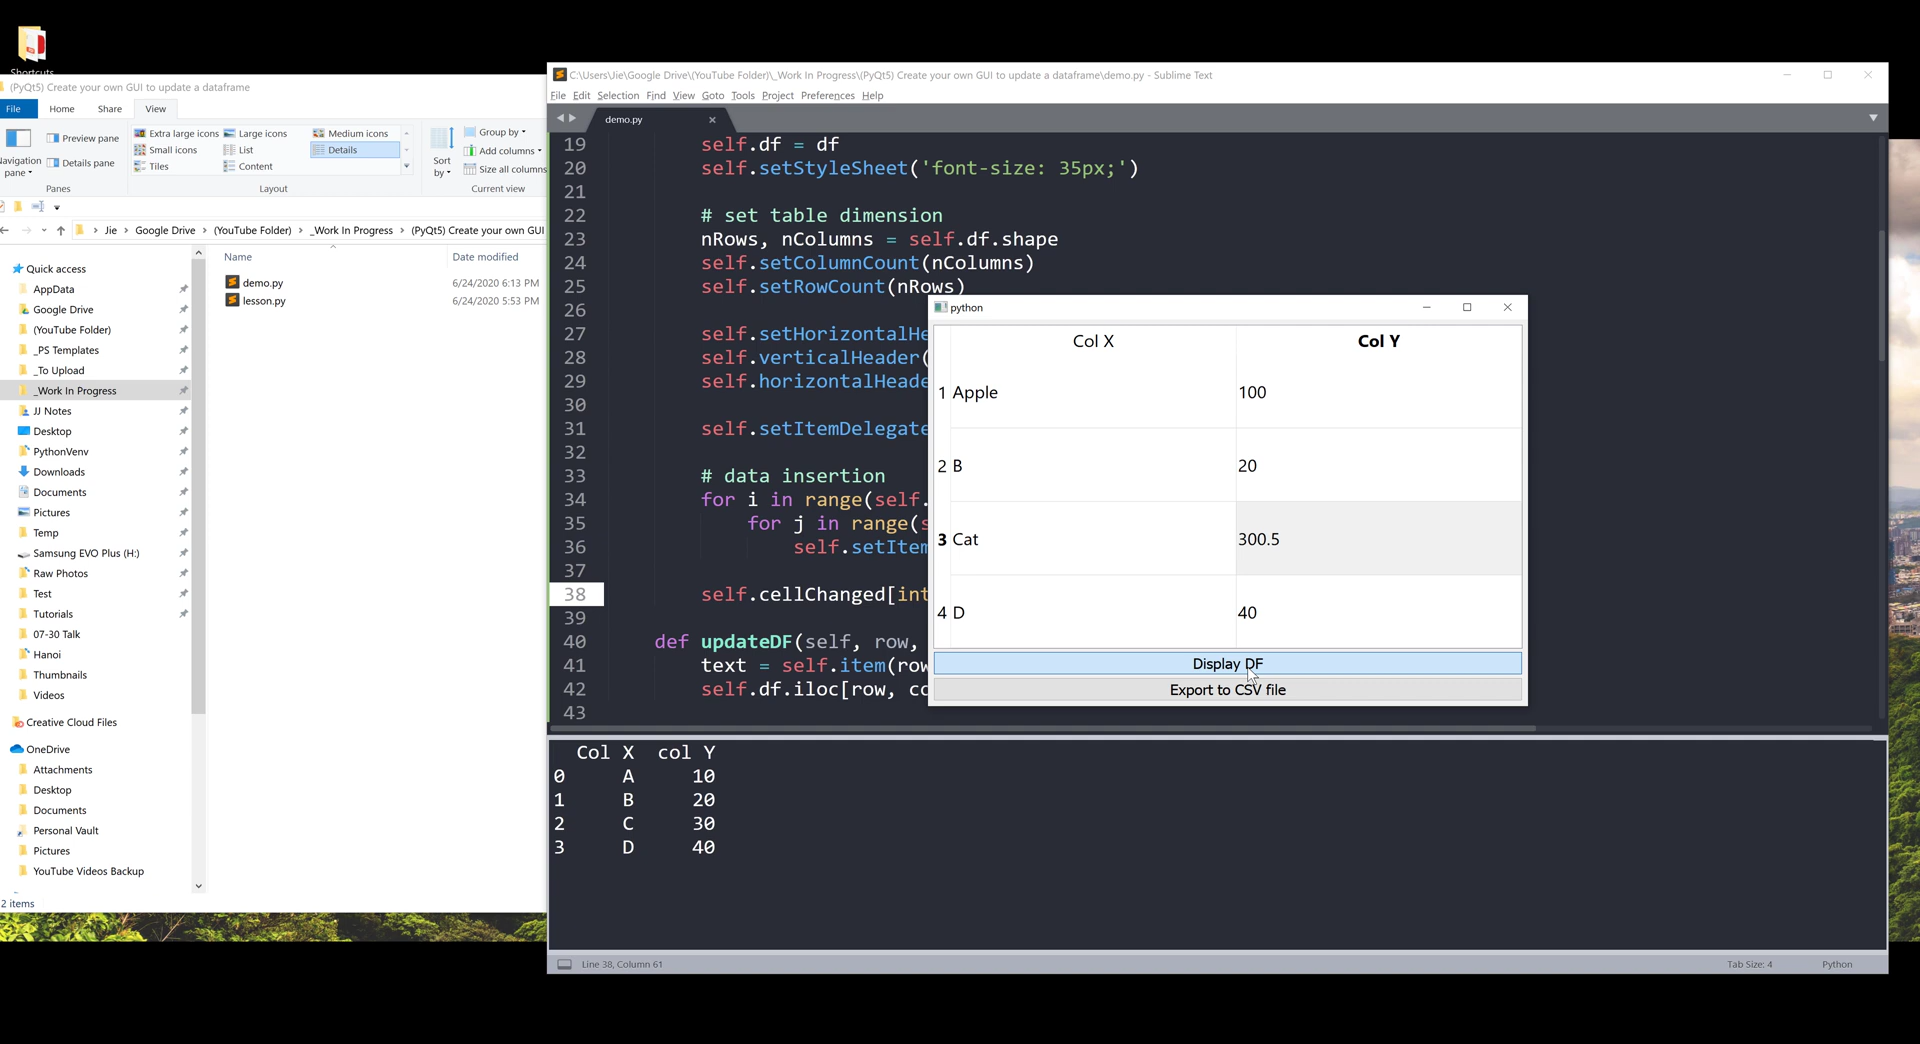 Shortcuts
(PyQt5) Create your own GUI to update a dataframe
File Home Share View
Navigation pane
Preview pane
Details pane
Panes
Extra large icons Large icons Medium icons
Small icons List Details
Tiles Content
Layout
Sort by
Group by
Add columns
Size all columns
Current view
Jie > Google Drive > (YouTube Folder) > _Work In Progress > (PyQt5) Create your own GUI
Name Date modified
demo.py 6/24/2020 6:13 PM
lesson.py 6/24/2020 5:53 PM
Quick access
AppData
Google Drive
(YouTube Folder)
_PS Templates
_To Upload
_Work In Progress
JJ Notes
Desktop
PythonVenv
Downloads
Documents
Pictures
Temp
Samsung EVO Plus (H:)
Raw Photos
Test
Tutorials
07-30 Talk
Hanoi
Thumbnails
Videos
Creative Cloud Files
OneDrive
Attachments
Desktop
Documents
Personal Vault
Pictures
YouTube Videos Backup
2 items
C:\Users\Jie\Google Drive\(YouTube Folder)\_Work In Progress\(PyQt5) Create your own GUI to update a dataframe\demo.py - Sublime Text
File Edit Selection Find View Goto Tools Project Preferences Help
demo.py
19 self.df = df
20 self.setStyleSheet('font-size: 35px;')
21
22 # set table dimension
23 nRows, nColumns = self.df.shape
24 self.setColumnCount(nColumns)
25 self.setRowCount(nRows)
26
27 self.setHorizontalHe
28 self.verticalHeader(
29 self.horizontalHeade
30
31 self.setItemDelegate
32
33 # data insertion
34 for i in range(self.
35 for j in range(s
36 self.setItem
37
38 self.cellChanged[int
39
40 def updateDF(self, row,
41 text = self.item(row
42 self.df.iloc[row, co
43
python
Col X Col Y
1 Apple 100
2 B 20
3 Cat 300.5
4 D 40
Display DF
Export to CSV file
Col X col Y
0 A 10
1 B 20
2 C 30
3 D 40
Line 38, Column 61
Tab Size: 4
Python